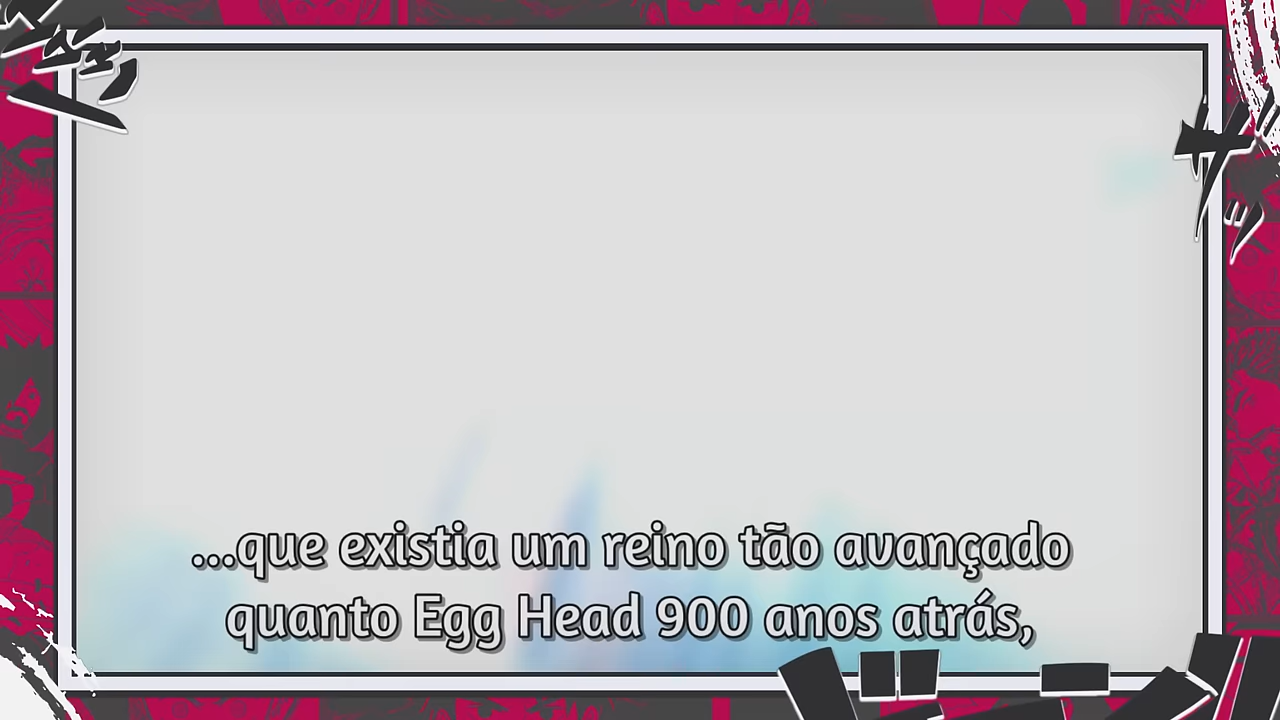 ...que existia um reino tão avançado
quanto Egg Head 900 anos atrás,